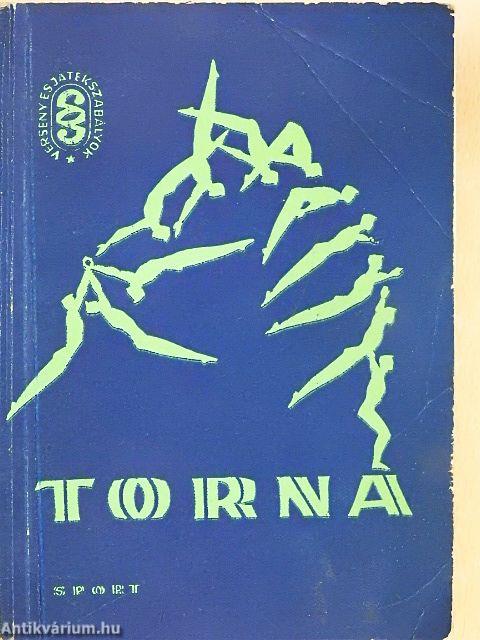 VERSENY ÉS JÁTÉKSZABÁLYOK
TORNA
SPORT
Antikvárium.hu